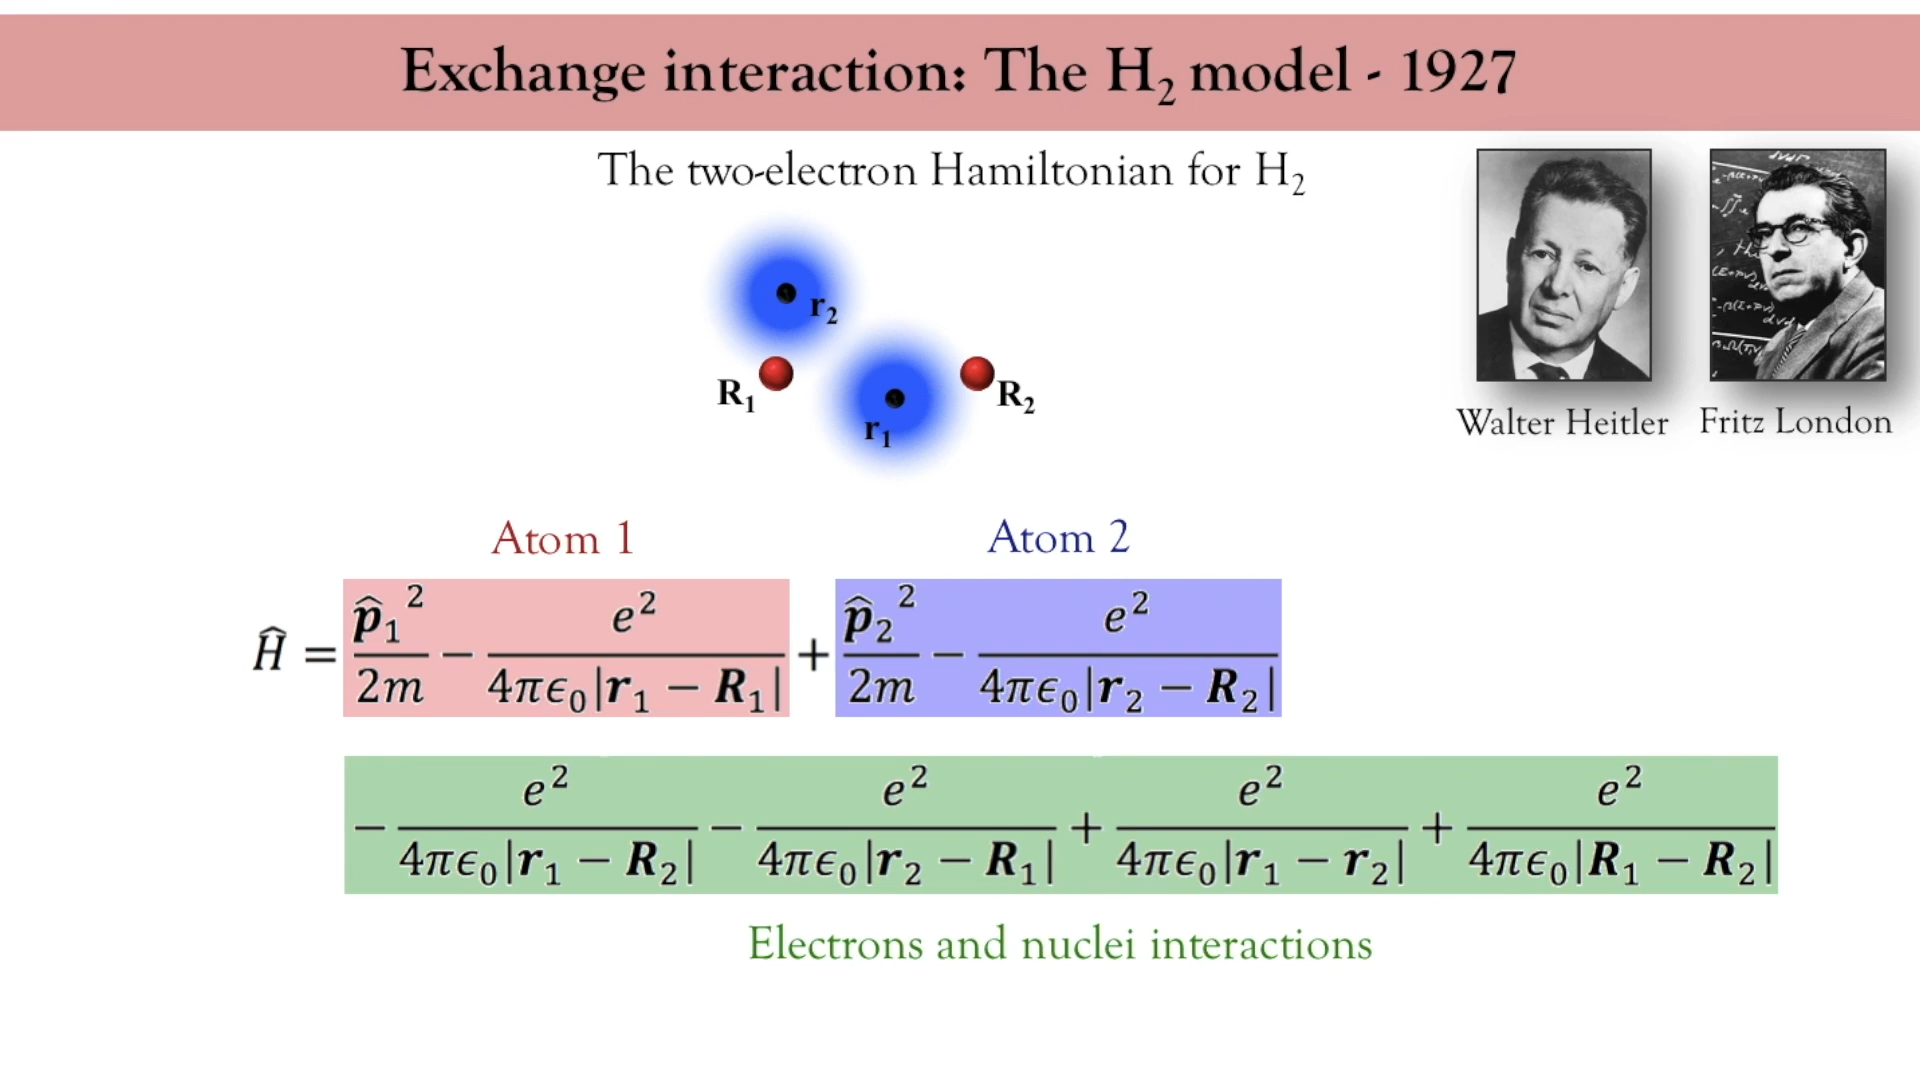 Exchange interaction: The H₂ model - 1927
The two-electron Hamiltonian for H₂
r₂
R₁
R₂
r₁
Walter Heitler
Fritz London
Atom 1
Atom 2
Ĥ = p̂₁²/2m − e²/4πϵ₀|r₁ − R₁| + p̂₂²/2m − e²/4πϵ₀|r₂ − R₂|
− e²/4πϵ₀|r₁ − R₂| − e²/4πϵ₀|r₂ − R₁| + e²/4πϵ₀|r₁ − r₂| + e²/4πϵ₀|R₁ − R₂|
Electrons and nuclei interactions